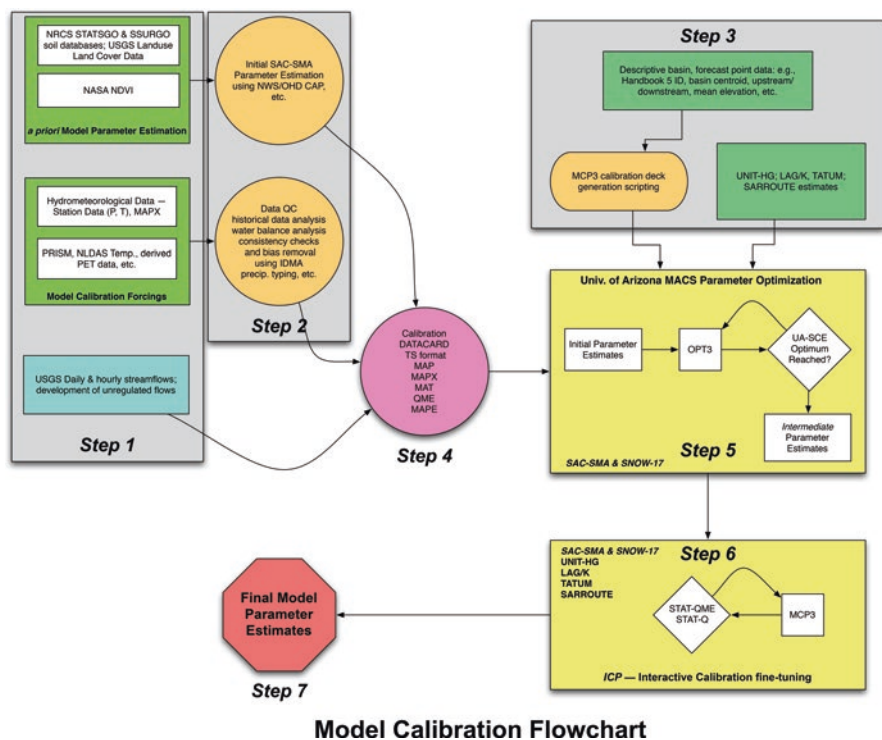 NRCS STATSGO & SSURGO
soil databases; USGS Landuse
Land Cover Data
NASA NDVI
a priori Model Parameter Estimation
Hydrometeorological Data —
Station Data (P, T), MAPX
PRISM, NLDAS Temp., derived
PET data, etc.
Model Calibration Forcings
USGS Daily & hourly streamflows;
development of unregulated flows
Step 1
Initial SAC-SMA
Parameter Estimation
using NWS/OHD CAP,
etc.
Data QC
historical data analysis
water balance analysis
consistency checks
and bias removal
using IDMA
precip. typing, etc.
Step 2
Step 3
Descriptive basin, forecast point data: e.g.,
Handbook 5 ID, basin centroid, upstream/
downstream, mean elevation, etc.
MCP3 calibration deck
generation scripting
UNIT-HG; LAG/K, TATUM;
SARROUTE estimates
Calibration
DATACARD
TS format
MAP
MAPX
MAT
QME
MAPE
Step 4
Univ. of Arizona MACS Parameter Optimization
Initial Parameter
Estimates
OPT3
UA-SCE
Optimum
Reached?
Intermediate
Parameter
Estimates
Step 5
SAC-SMA & SNOW-17
SAC-SMA & SNOW-17
UNIT-HG
LAG/K
TATUM
SARROUTE
Step 6
STAT-QME
STAT-Q
MCP3
ICP — Interactive Calibration fine-tuning
Final Model
Parameter
Estimates
Step 7
Model Calibration Flowchart